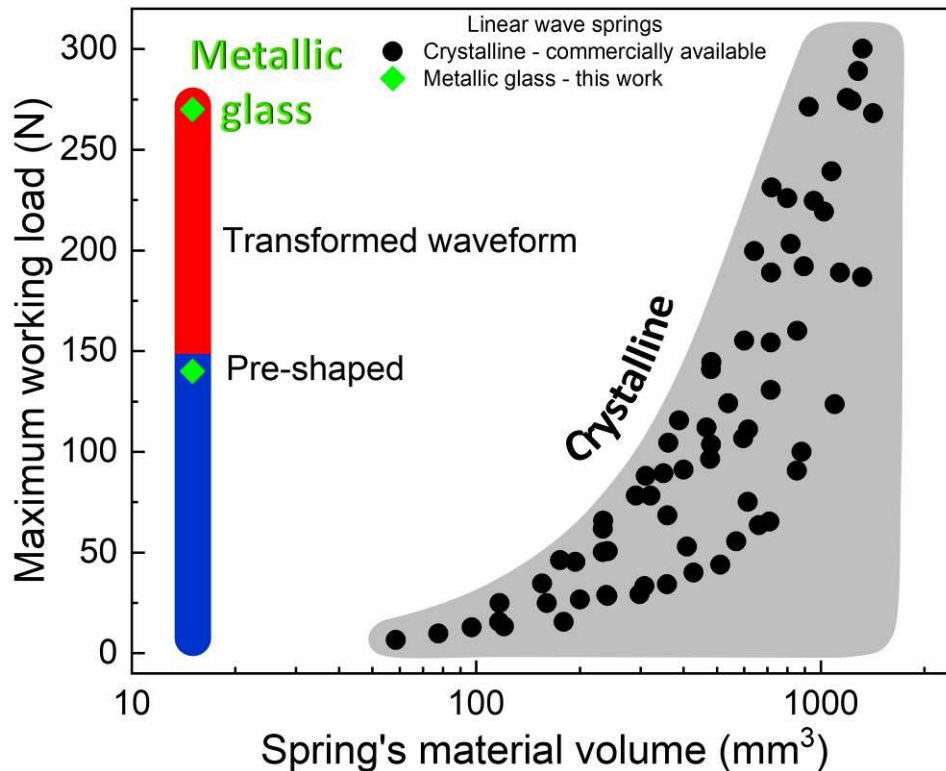 Linear wave springs
Crystalline - commercially available
Metallic glass - this work
Metallic
glass
Transformed waveform
Pre-shaped
Crystalline
Maximum working load (N)
300
250
200
150
100
50
0
10
100
1000
Spring's material volume (mm³)